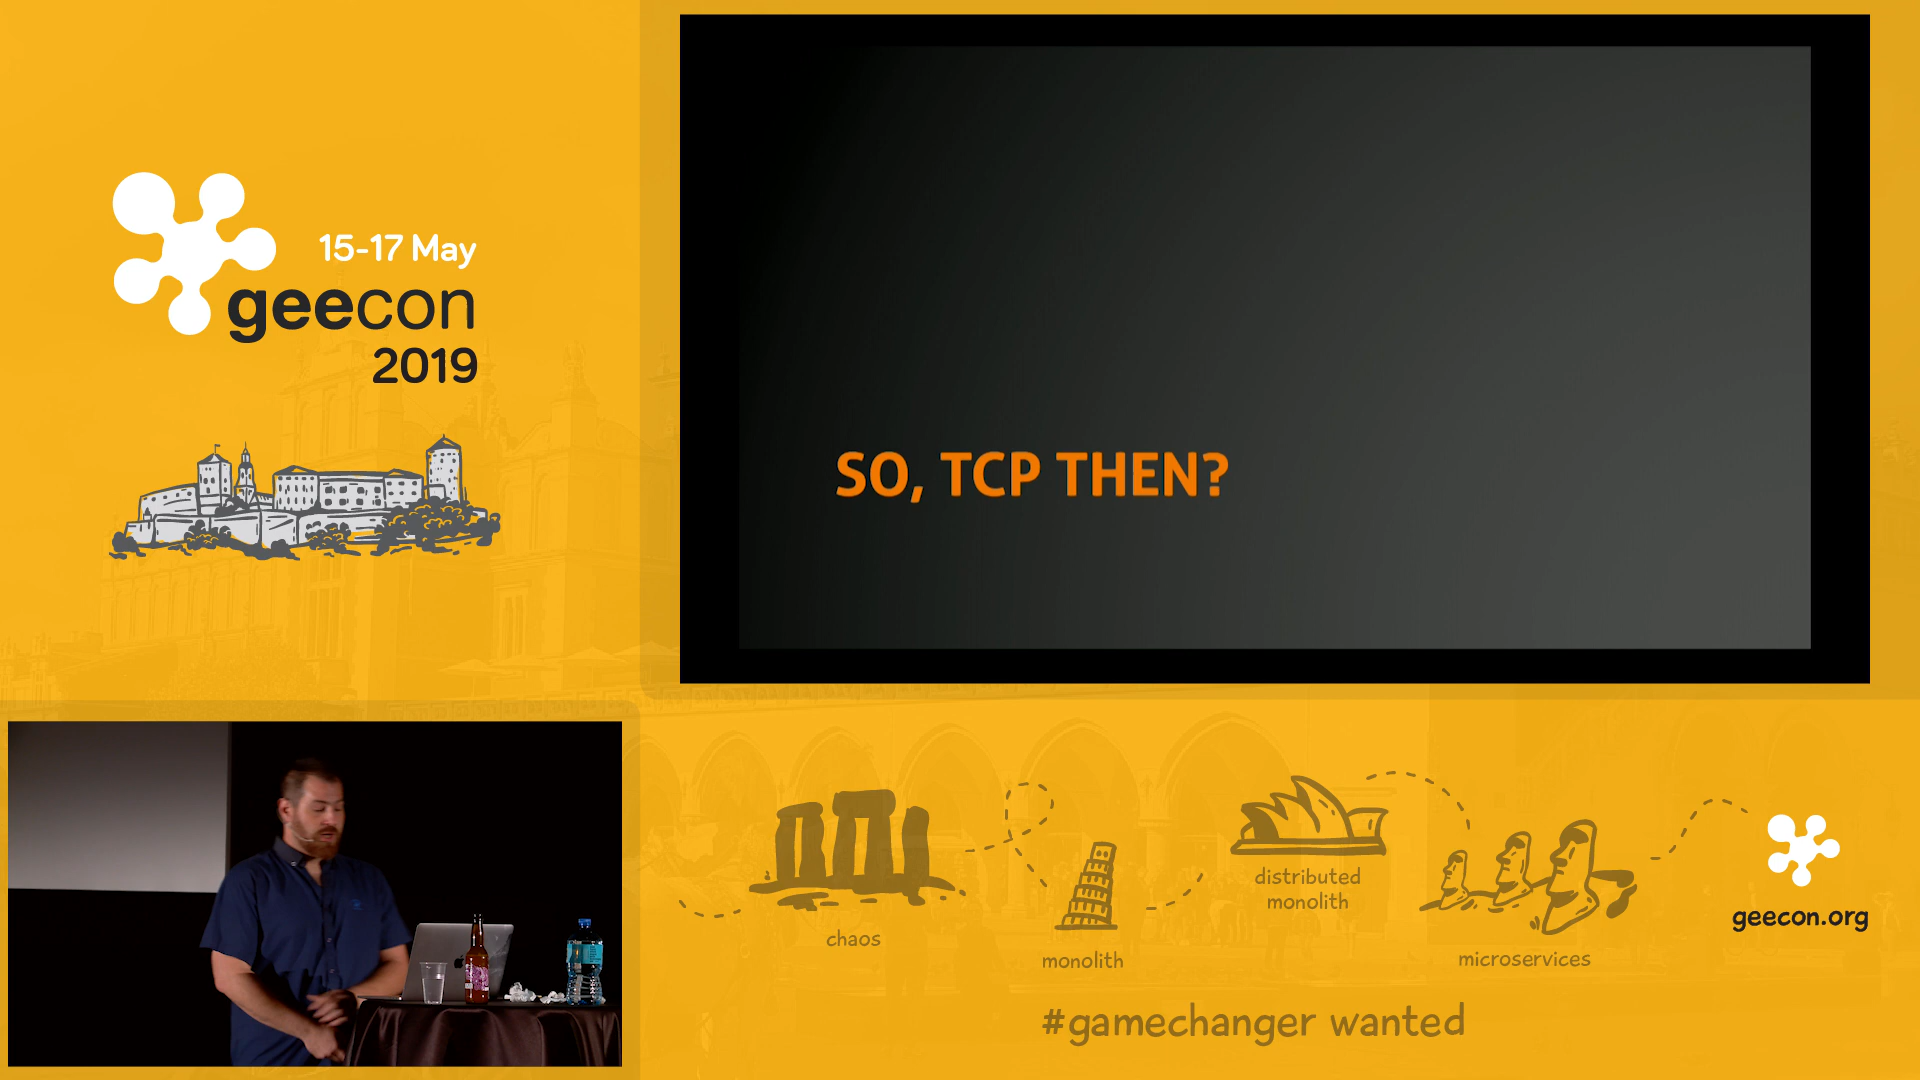 15-17 May
geecon
2019
SO, TCP THEN?
chaos
monolith
distributed
monolith
microservices
geecon.org
#gamechanger wanted